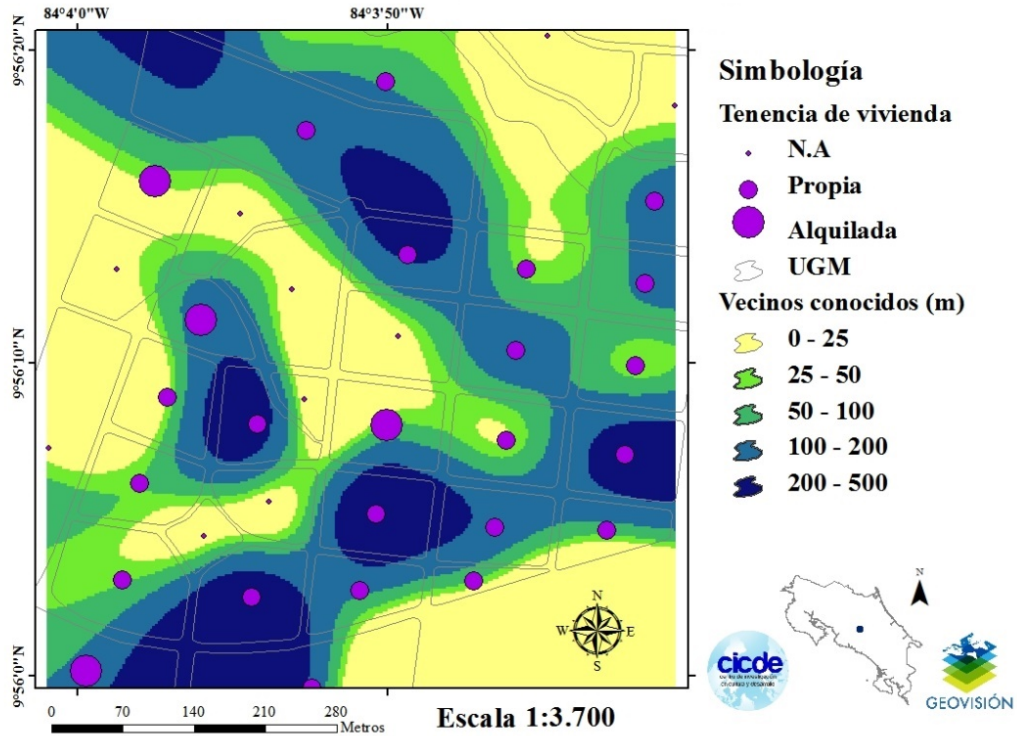 84°4'0"W
84°3'50"W
9°56'20"N
9°56'10"N
9°56'0"N
Simbología
Tenencia de vivienda
N.A
Propia
Alquilada
UGM
Vecinos conocidos (m)
0 - 25
25 - 50
50 - 100
100 - 200
200 - 500
N
W E
S
N
cicde
GEOVISIÓN
0 70 140 210 280
Metros
Escala 1:3.700